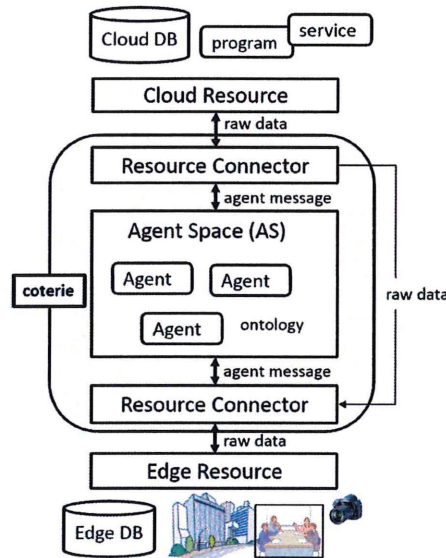 Cloud DB
program
service
Cloud Resource
raw data
Resource Connector
agent message
Agent Space (AS)
Agent
Agent
Agent
ontology
coterie
raw data
agent message
Resource Connector
raw data
Edge Resource
Edge DB